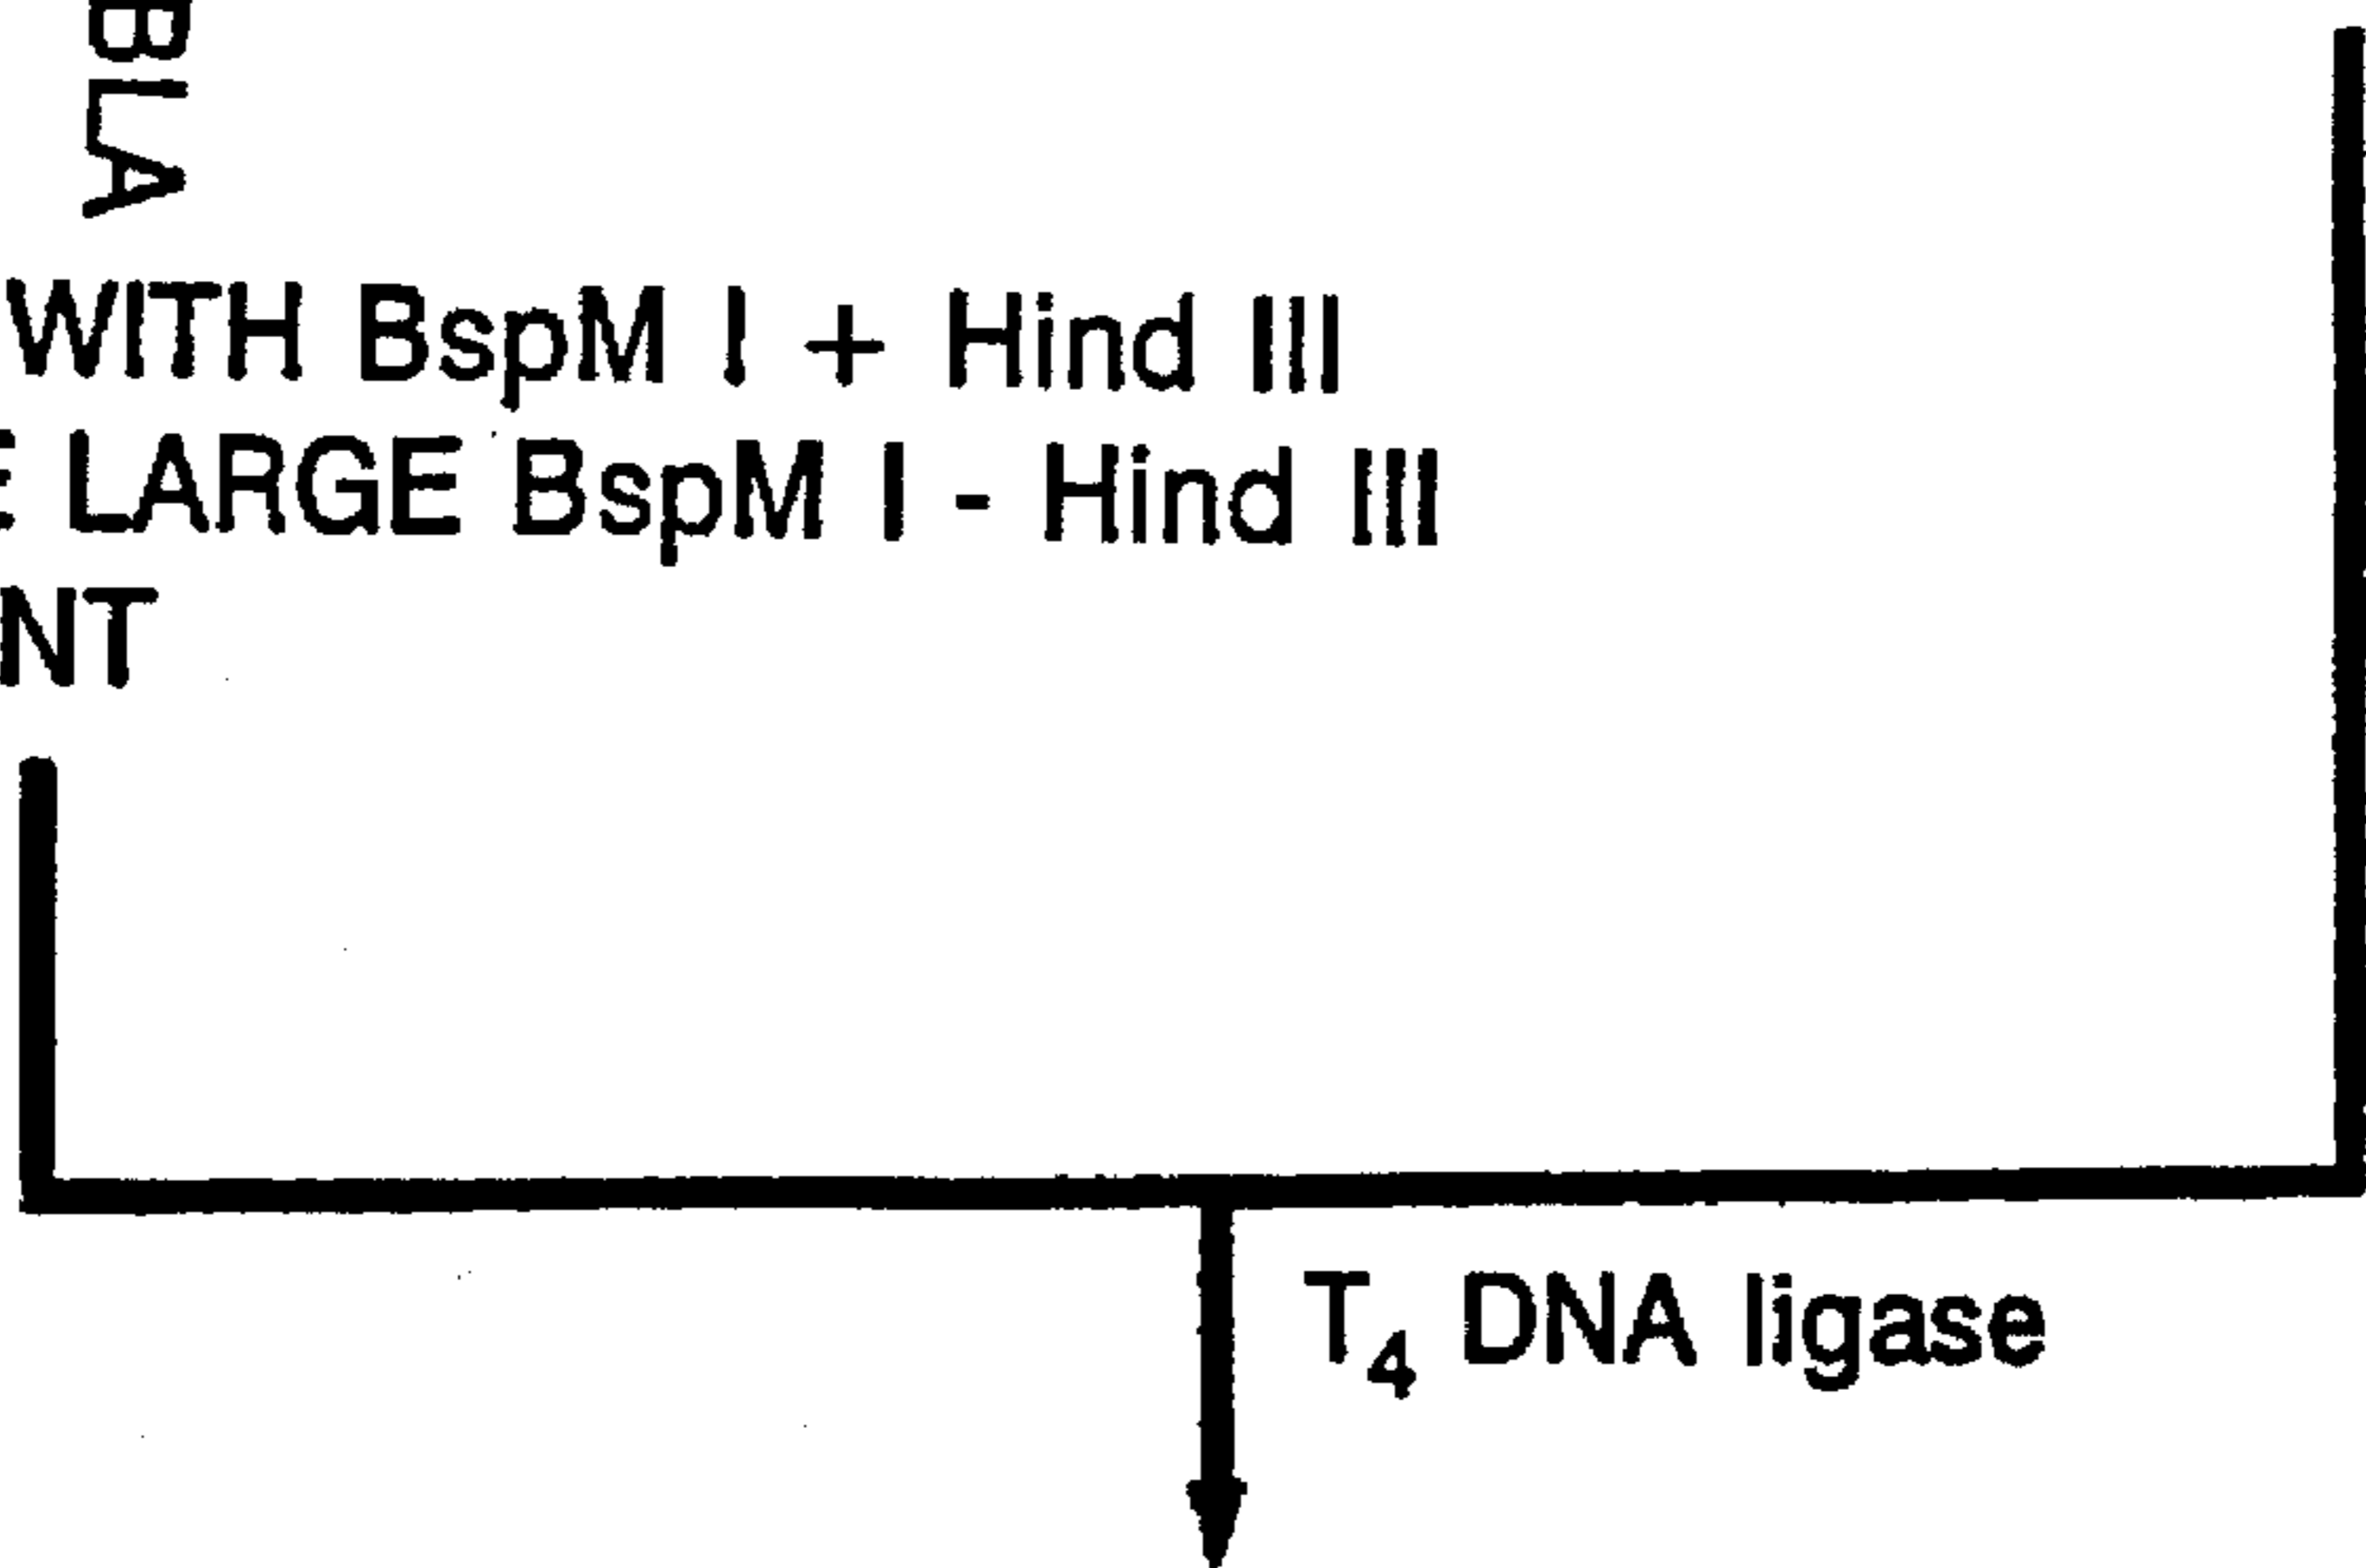 BLA
WITH BspM I + Hind III
LARGE BspM I - Hind III
NT
T₄ DNA ligase